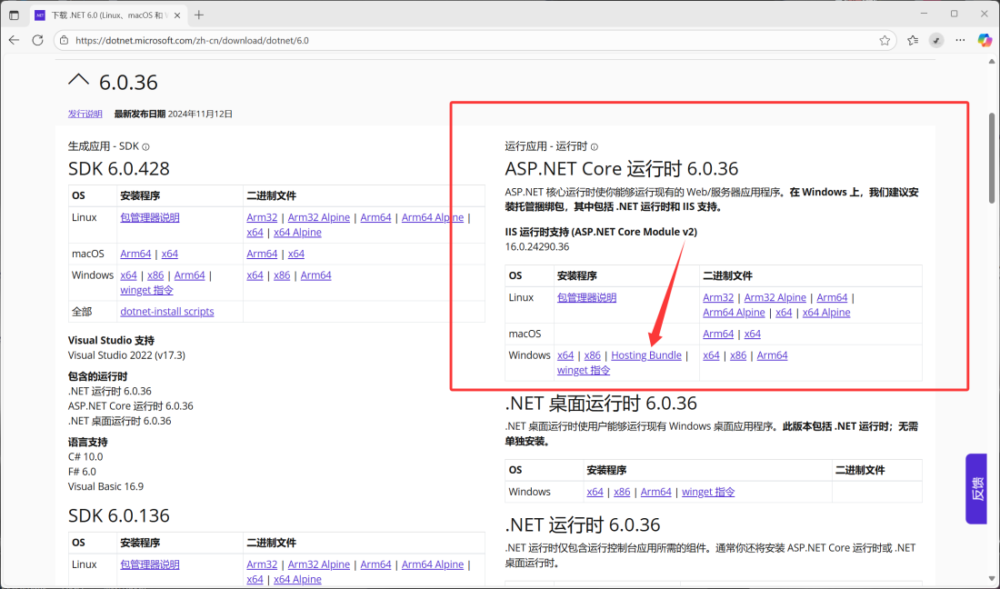 下载 .NET 6.0 (Linux、macOS 和 W
https://dotnet.microsoft.com/zh-cn/download/dotnet/6.0
6.0.36
发行说明 最新发布日期 2024年11月12日
生成应用 - SDK
SDK 6.0.428
OS 安装程序 二进制文件
Linux 包管理器说明 Arm32 | Arm32 Alpine | Arm64 | Arm64 Alpine |
x64 | x64 Alpine
macOS Arm64 | x64 Arm64 | x64
Windows x64 | x86 | Arm64 | x64 | x86 | Arm64
winget 指令
全部 dotnet-install scripts
Visual Studio 支持
Visual Studio 2022 (v17.3)
包含的运行时
.NET 运行时 6.0.36
ASP.NET Core 运行时 6.0.36
.NET 桌面运行时 6.0.36
语言支持
C# 10.0
F# 6.0
Visual Basic 16.9
SDK 6.0.136
OS 安装程序 二进制文件
Linux 包管理器说明 Arm32 | Arm32 Alpine | Arm64 | Arm64 Alpine |
x64 | x64 Alpine
运行应用 - 运行时
ASP.NET Core 运行时 6.0.36
ASP.NET 核心运行时使你能够运行现有的 Web/服务器应用程序。在 Windows 上，我们建议安
装托管捆绑包，其中包括 .NET 运行时和 IIS 支持。
IIS 运行时支持 (ASP.NET Core Module v2)
16.0.24290.36
OS 安装程序 二进制文件
Linux 包管理器说明 Arm32 | Arm32 Alpine | Arm64 |
Arm64 Alpine | x64 | x64 Alpine
macOS Arm64 | x64
Windows x64 | x86 | Hosting Bundle | x64 | x86 | Arm64
winget 指令
.NET 桌面运行时 6.0.36
.NET 桌面运行时使用户能够运行现有 Windows 桌面应用程序。此版本包括 .NET 运行时；无需
单独安装。
OS 安装程序 二进制文件
Windows x64 | x86 | Arm64 | winget 指令
.NET 运行时 6.0.36
.NET 运行时仅包含运行控制台应用所需的组件。通常你还将安装 ASP.NET Core 运行时或 .NET
桌面运行时。
反馈